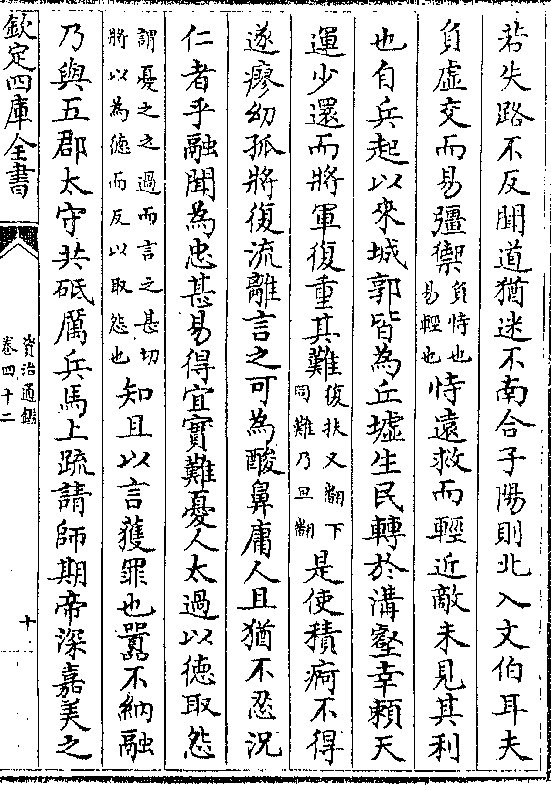 若失路不反聞道猶迷不南合子陽則北入文伯耳夫
負虚交而易彊禦負恃也易輕也恃遠救而輕近敵未見其利
也自兵起以來城郭皆為丘墟生民轉於溝壑幸頼天
運少還而將軍復重其難復扶又翻下同難乃旦翻是使積痾不得
遂瘳幼孤將復流離言之可為酸鼻庸人且猶不忍況
仁者乎融聞為忠甚易得宜實難憂人太過以徳取怨
謂憂之之過而言之甚切將以為徳而反以取怨也知且以言獲罪也囂不納融
乃與五郡太守共砥厲兵馬上疏請師期帝深嘉美之
欽定四庫全書
資治通鑑
卷四十二
十